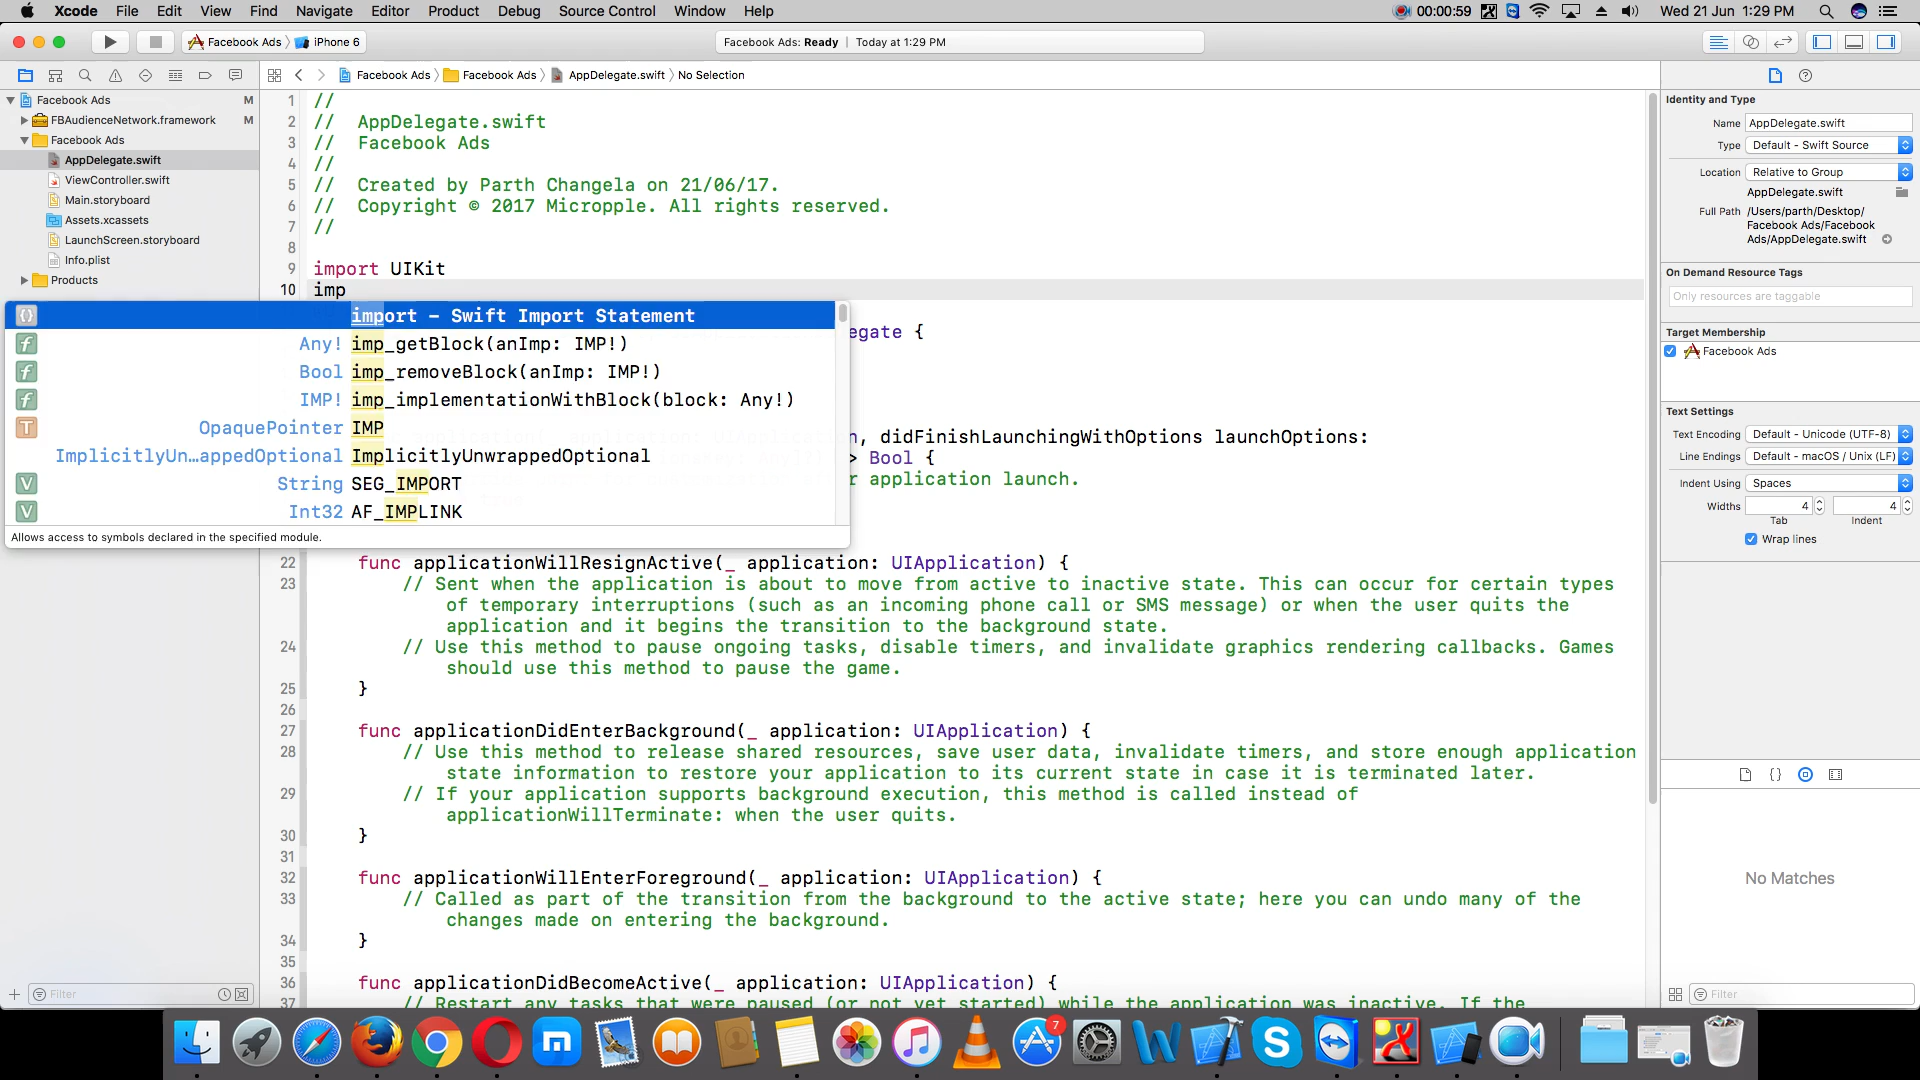 Xcode File Edit View Find Navigate Editor Product Debug Source Control Window Help 00:00:59 Wed 21 Jun 1:29 PM
Facebook Ads iPhone 6 Facebook Ads: Ready Today at 1:29 PM
Facebook Ads Facebook Ads AppDelegate.swift No Selection
Facebook Ads M
FBAudienceNetwork.framework M
Facebook Ads
AppDelegate.swift
ViewController.swift
Main.storyboard
Assets.xcassets
LaunchScreen.storyboard
Info.plist
Products
Filter
1 //
2 // AppDelegate.swift
3 // Facebook Ads
4 //
5 // Created by Parth Changela on 21/06/17.
6 // Copyright © 2017 Micropple. All rights reserved.
7 //
8
9 import UIKit
10 imp
egate {
n, didFinishLaunchingWithOptions launchOptions:
> Bool {
r application launch.
{} import – Swift Import Statement
f Any! imp_getBlock(anImp: IMP!)
f Bool imp_removeBlock(anImp: IMP!)
f IMP! imp_implementationWithBlock(block: Any!)
T OpaquePointer IMP
ImplicitlyUn…appedOptional ImplicitlyUnwrappedOptional
V String SEG_IMPORT
V Int32 AF_IMPLINK
Allows access to symbols declared in the specified module.
22 func applicationWillResignActive(_ application: UIApplication) {
23 // Sent when the application is about to move from active to inactive state. This can occur for certain types
of temporary interruptions (such as an incoming phone call or SMS message) or when the user quits the
application and it begins the transition to the background state.
24 // Use this method to pause ongoing tasks, disable timers, and invalidate graphics rendering callbacks. Games
should use this method to pause the game.
25 }
26
27 func applicationDidEnterBackground(_ application: UIApplication) {
28 // Use this method to release shared resources, save user data, invalidate timers, and store enough application
state information to restore your application to its current state in case it is terminated later.
29 // If your application supports background execution, this method is called instead of
applicationWillTerminate: when the user quits.
30 }
31
32 func applicationWillEnterForeground(_ application: UIApplication) {
33 // Called as part of the transition from the background to the active state; here you can undo many of the
changes made on entering the background.
34 }
35
36 func applicationDidBecomeActive(_ application: UIApplication) {
37 // Restart any tasks that were paused (or not yet started) while the application was inactive. If the
Identity and Type
Name AppDelegate.swift
Type Default - Swift Source
Location Relative to Group
AppDelegate.swift
Full Path /Users/parth/Desktop/
Facebook Ads/Facebook
Ads/AppDelegate.swift
On Demand Resource Tags
Only resources are taggable
Target Membership
Facebook Ads
Text Settings
Text Encoding Default - Unicode (UTF-8)
Line Endings Default - macOS / Unix (LF)
Indent Using Spaces
Widths 4 4
Tab Indent
Wrap lines
{}
No Matches
Filter
7